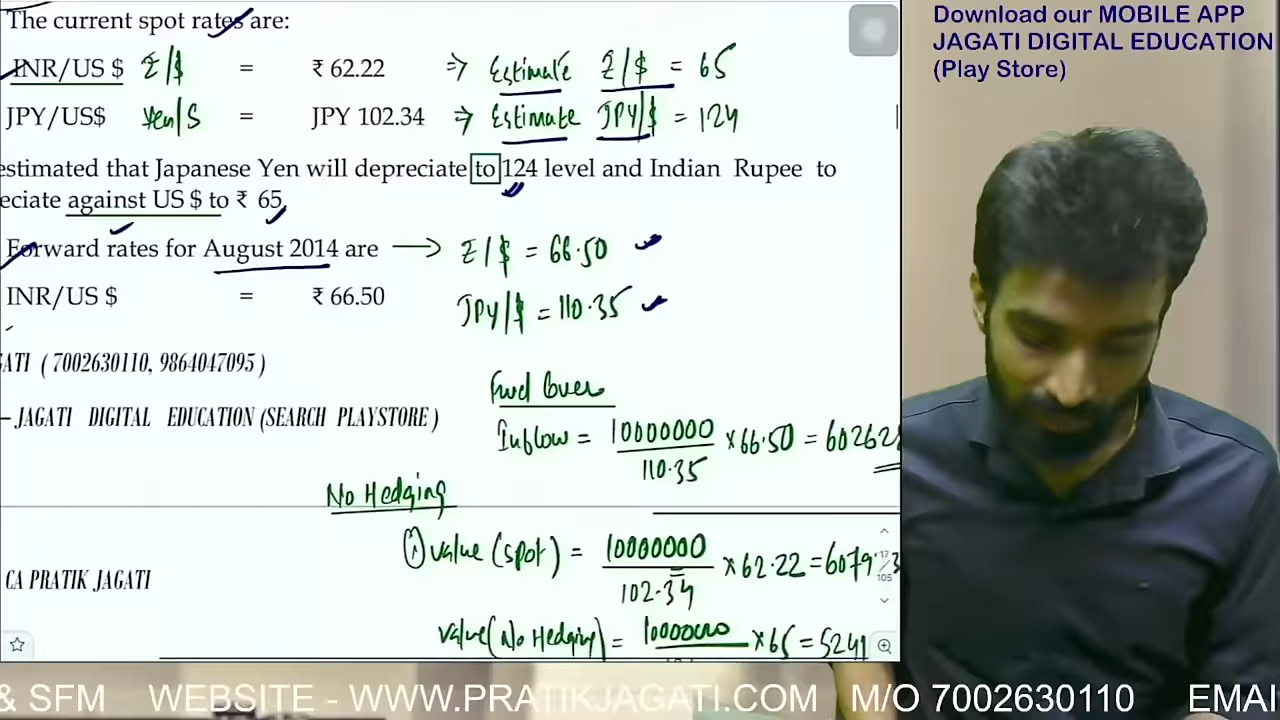 The current spot rates are:
INR/US $ ₹/$ = ₹ 62.22 ⇒ Estimate ₹/$ = 65
JPY/US$ Yen/$ = JPY 102.34 ⇒ Estimate JPY/$ = 124
estimated that Japanese Yen will depreciate to 124 level and Indian Rupee to
eciate against US $ to ₹ 65
Forward rates for August 2014 are → ₹/$ = 66.50
INR/US $ = ₹ 66.50 JPY/$ = 110.35
GATI ( 7002630110, 9864047095 )
– JAGATI DIGITAL EDUCATION (SEARCH PLAYSTORE )
Fwd Cover
Inflow = 10000000 / 110.35 × 66.50 = 60262
No Hedging
① Value (spot) = 10000000 / 102.34 × 62.22 = 6079
CA PRATIK JAGATI
17
105
Value (No Hedging) = 10000000 × 65 = 5241
Download our MOBILE APP
JAGATI DIGITAL EDUCATION
(Play Store)
& SFM WEBSITE - WWW.PRATIKJAGATI.COM M/O 7002630110 EMAI